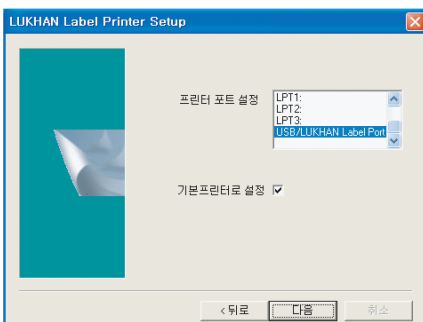 LUKHAN Label Printer Setup
프린터 포트 설정
LPT1:
LPT2:
LPT3:
USB/LUKHAN Label Port
기본프린터로 설정
< 뒤로
다음
취소